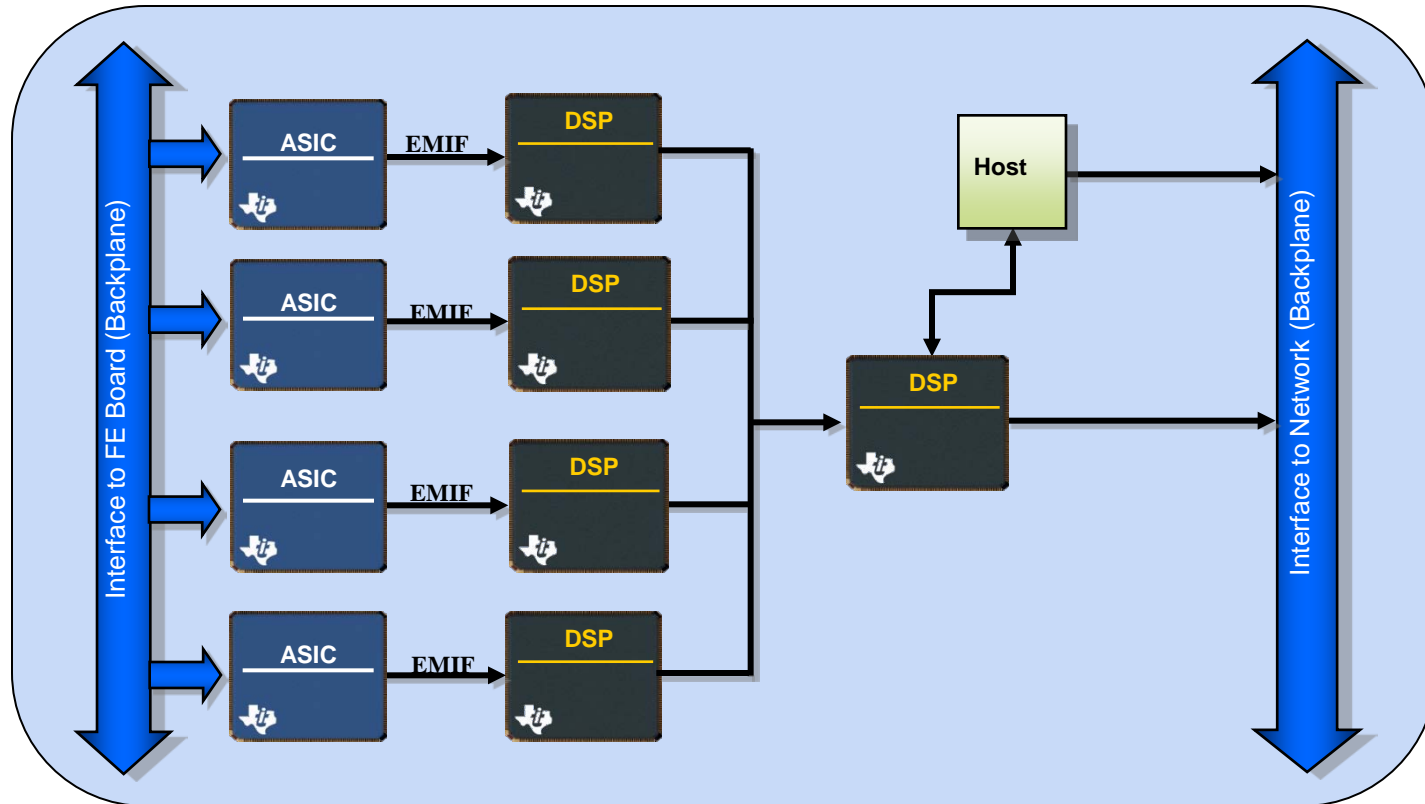 Interface to FE Board (Backplane)
ASIC
EMIF
DSP
ASIC
EMIF
DSP
ASIC
EMIF
DSP
ASIC
EMIF
DSP
Host
DSP
Interface to Network (Backplane)